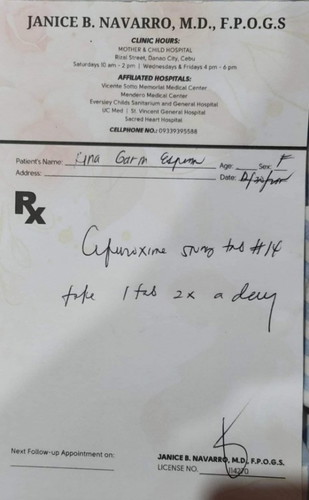 JANICE B. NAVARRO, M.D., F.P.O.G.S
CLINIC HOURS:
MOTHER & CHILD HOSPITAL
Rizal Street, Danao City, Cebu
Saturdays 10 am - 2 pm | Wednesdays & Fridays 4 pm - 6 pm
AFFILIATED HOSPITALS:
Vicente Sotto Memorial Medical Center
Mendero Medical Center
Eversley Childs Sanitarium and General Hospital
UC Med | St. Vincent General Hospital
Sacred Heart Hospital
CELLPHONE NO.: 09339395588
Patient's Name: Gina Age: Sex: F
Address: Date:
Rx
Cefuroxime 500mg tab #14
take 1 tab 2x a day
Next Follow-up Appointment on:
JANICE B. NAVARRO, M.D., F.P.O.G.S.
LICENSE NO. 114270